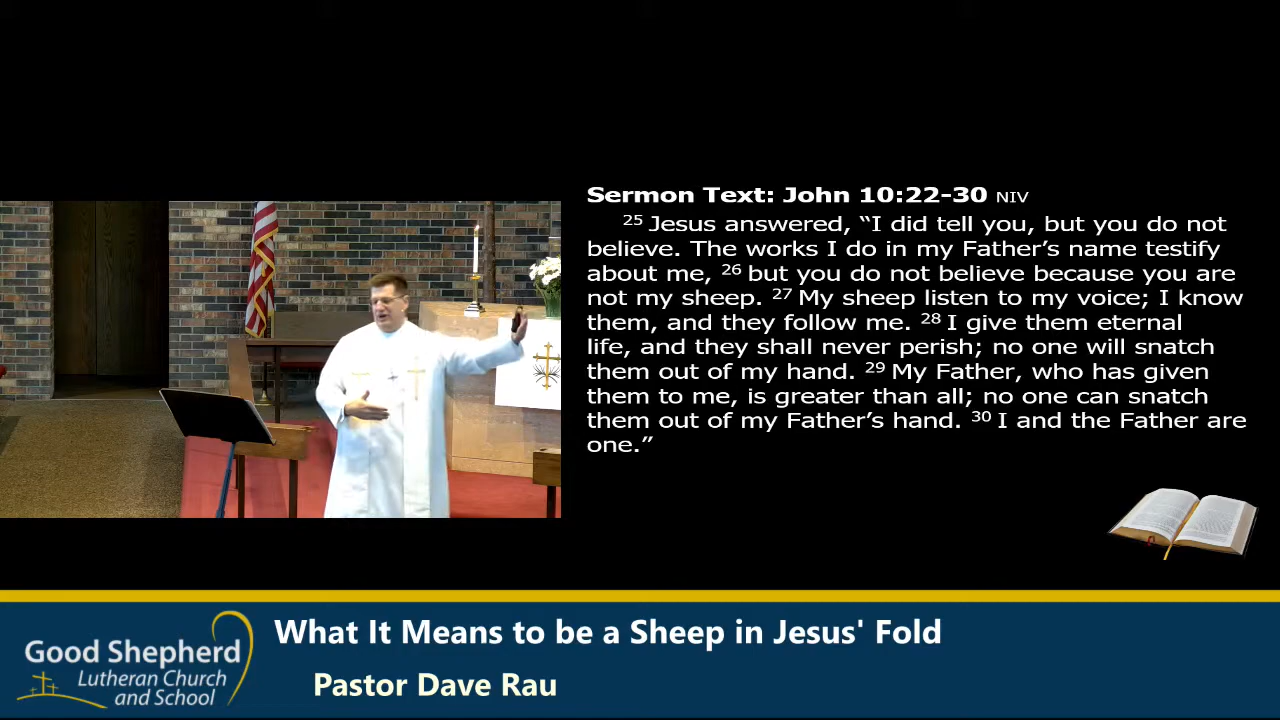 Sermon Text: John 10:22-30 NIV
25 Jesus answered, “I did tell you, but you do not
believe. The works I do in my Father’s name testify
about me, 26 but you do not believe because you are
not my sheep. 27 My sheep listen to my voice; I know
them, and they follow me. 28 I give them eternal
life, and they shall never perish; no one will snatch
them out of my hand. 29 My Father, who has given
them to me, is greater than all; no one can snatch
them out of my Father’s hand. 30 I and the Father are
one.”
Good Shepherd
Lutheran Church
and School
What It Means to be a Sheep in Jesus' Fold
Pastor Dave Rau